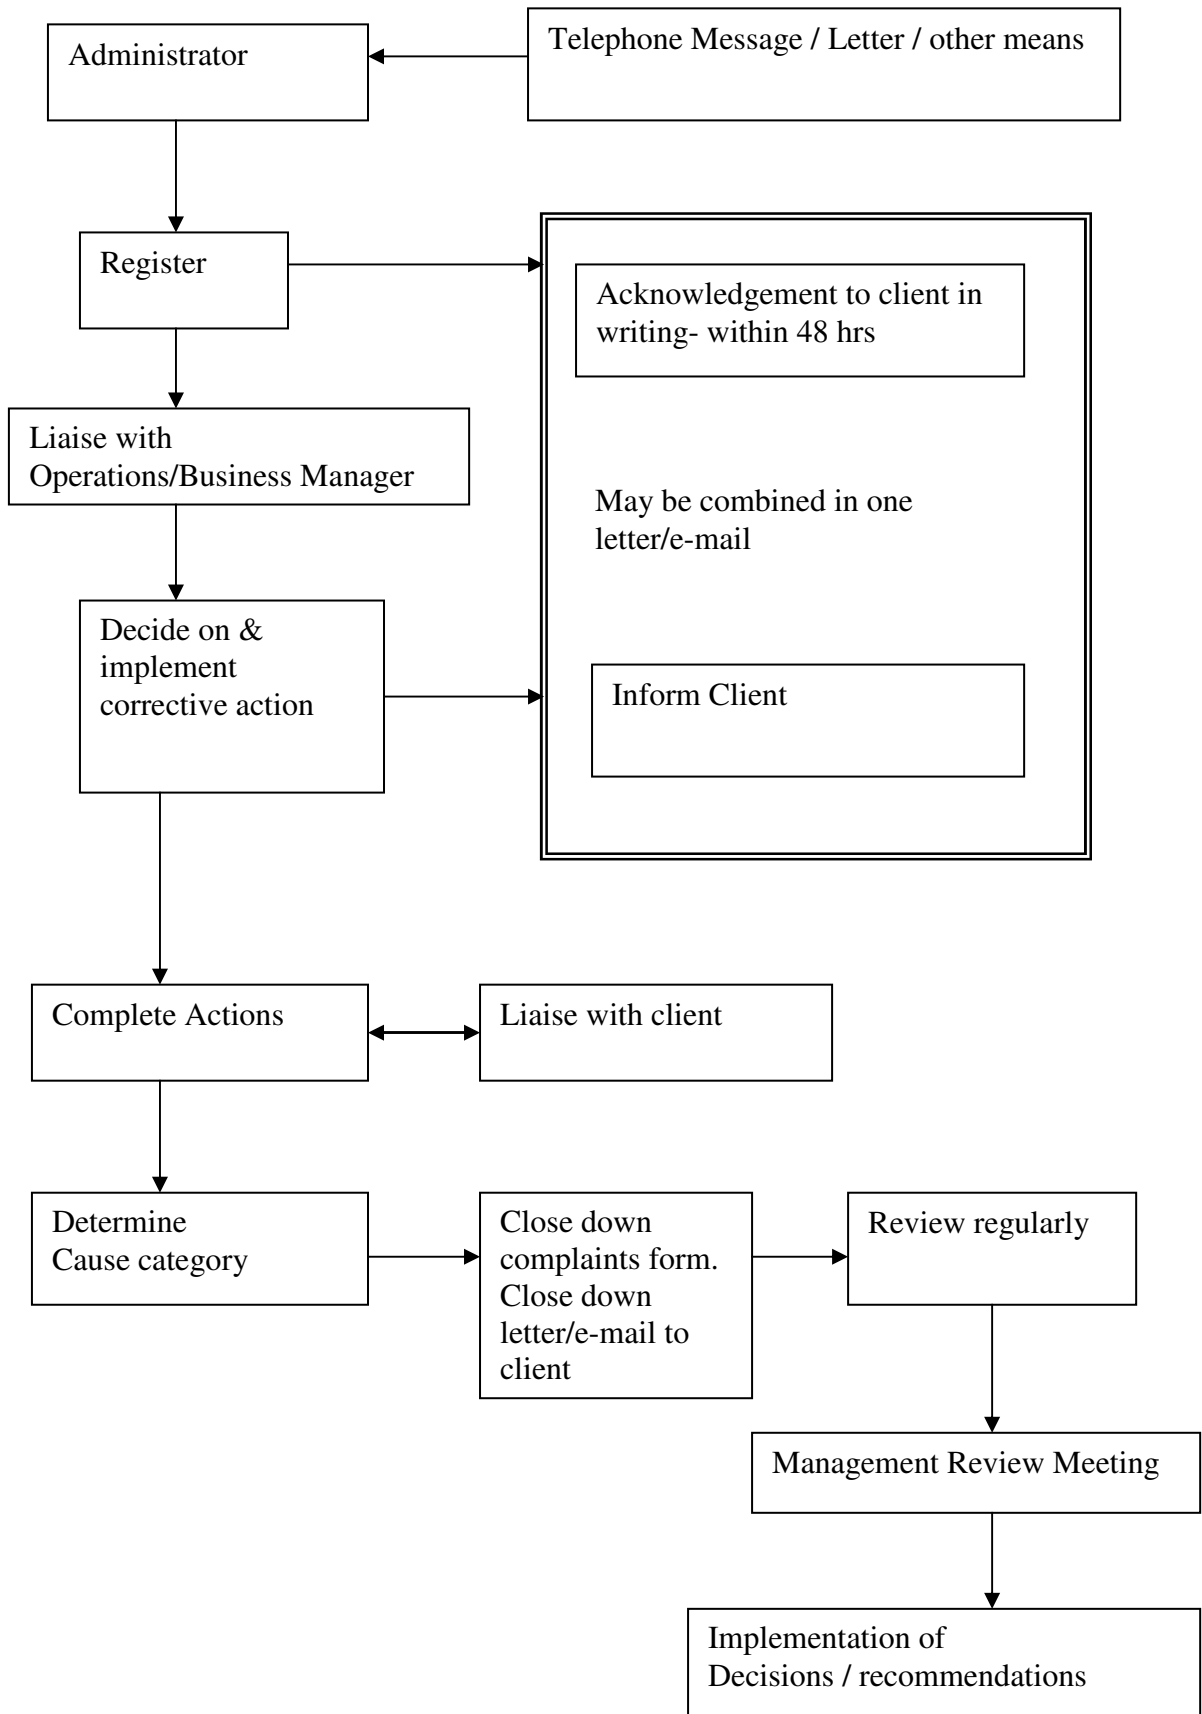 Administrator
Telephone Message / Letter / other means
Register
Acknowledgement to client in
writing- within 48 hrs
Liaise with
Operations/Business Manager
May be combined in one
letter/e-mail
Decide on &
implement
corrective action
Inform Client
Complete Actions
Liaise with client
Determine
Cause category
Close down
complaints form.
Close down
letter/e-mail to
client
Review regularly
Management Review Meeting
Implementation of
Decisions / recommendations